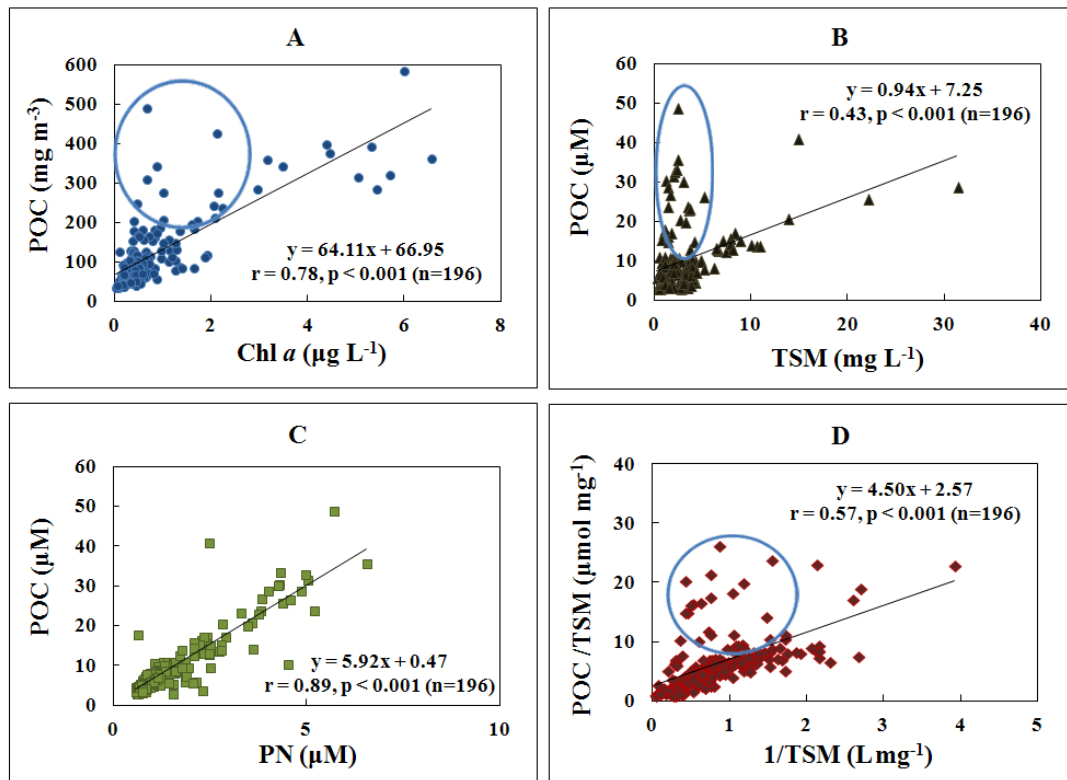 A
600
500
400
300
200
100
0
POC (mg m-3)
y = 64.11x + 66.95
r = 0.78, p < 0.001 (n=196)
0 2 4 6 8
Chl a (µg L-1)
B
60
50
40
30
20
10
0
POC (µM)
y = 0.94x + 7.25
r = 0.43, p < 0.001 (n=196)
0 10 20 30 40
TSM (mg L-1)
C
60
50
40
30
20
10
0
POC (µM)
y = 5.92x + 0.47
r = 0.89, p < 0.001 (n=196)
0 5 10
PN (µM)
D
40
30
20
10
0
POC /TSM (µmol mg-1)
y = 4.50x + 2.57
r = 0.57, p < 0.001 (n=196)
0 1 2 3 4 5
1/TSM (L mg-1)